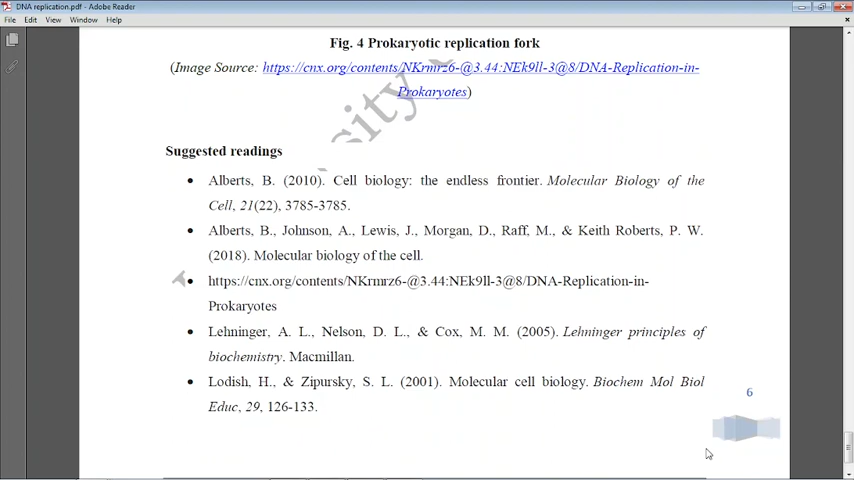 DNA replication.pdf - Adobe Reader
File Edit View Window Help
Fig. 4 Prokaryotic replication fork
(Image Source: https://cnx.org/contents/NKrmrz6-@3.44:NEk9ll-3@8/DNA-Replication-in-
Prokaryotes)
Suggested readings
• Alberts, B. (2010). Cell biology: the endless frontier. Molecular Biology of the
Cell, 21(22), 3785-3785.
• Alberts, B., Johnson, A., Lewis, J., Morgan, D., Raff, M., & Keith Roberts, P. W.
(2018). Molecular biology of the cell.
• https://cnx.org/contents/NKrmrz6-@3.44:NEk9ll-3@8/DNA-Replication-in-
Prokaryotes
• Lehninger, A. L., Nelson, D. L., & Cox, M. M. (2005). Lehninger principles of
biochemistry. Macmillan.
• Lodish, H., & Zipursky, S. L. (2001). Molecular cell biology. Biochem Mol Biol
Educ, 29, 126-133.
6